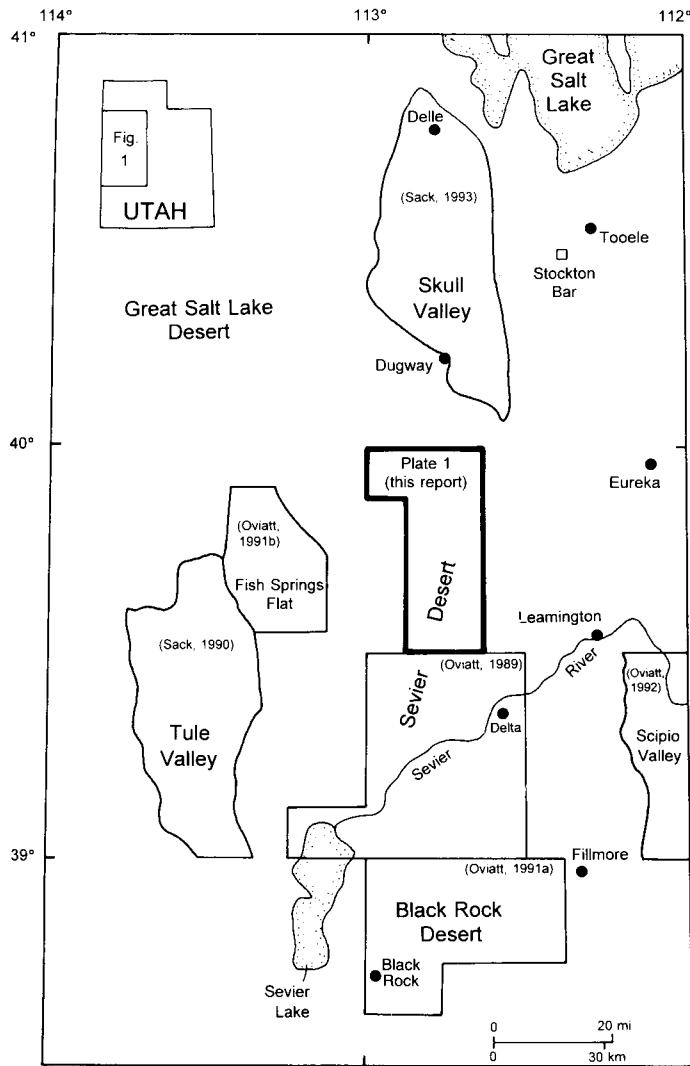 114°
113°
112°
41°
Great
Salt
Lake
Delle
Fig.
1
UTAH
(Sack, 1993)
Tooele
Stockton
Bar
Skull
Valley
Great Salt Lake
Desert
Dugway
40°
Plate 1
(this report)
Eureka
(Oviatt,
1991b)
Fish Springs
Flat
Desert
Leamington
(Sack, 1990)
River
(Oviatt, 1989)
(Oviatt,
1992)
Sevier
Tule
Valley
Delta
Scipio
Valley
Sevier
39°
Fillmore
(Oviatt, 1991a)
Black Rock
Desert
Black
Rock
Sevier
Lake
0 20 mi
0 30 km